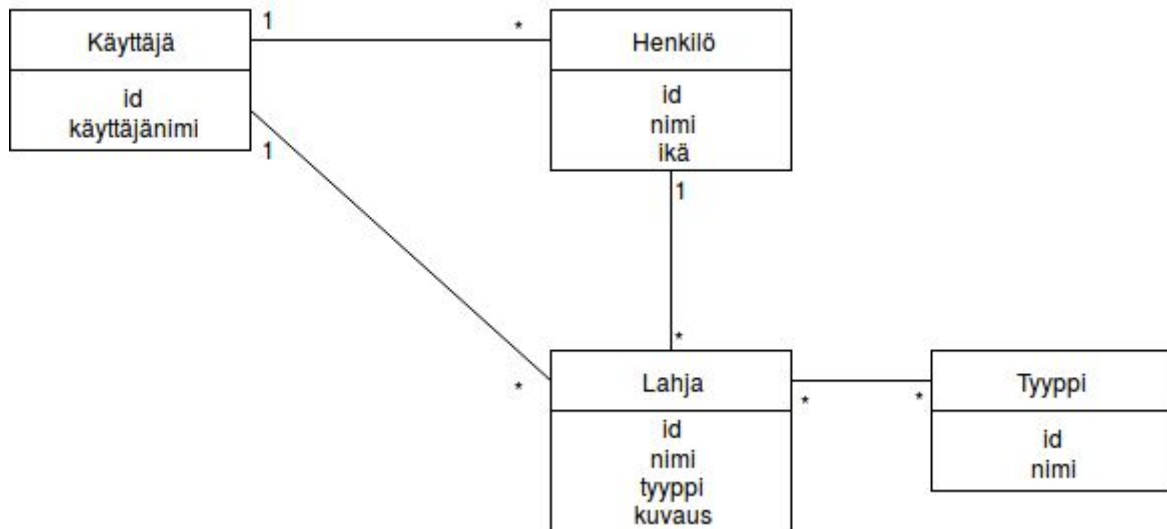 Käyttäjä
id
käyttäjänimi
1
*
Henkilö
id
nimi
ikä
1
*
1
*
Lahja
id
nimi
tyyppi
kuvaus
*
*
Tyyppi
id
nimi